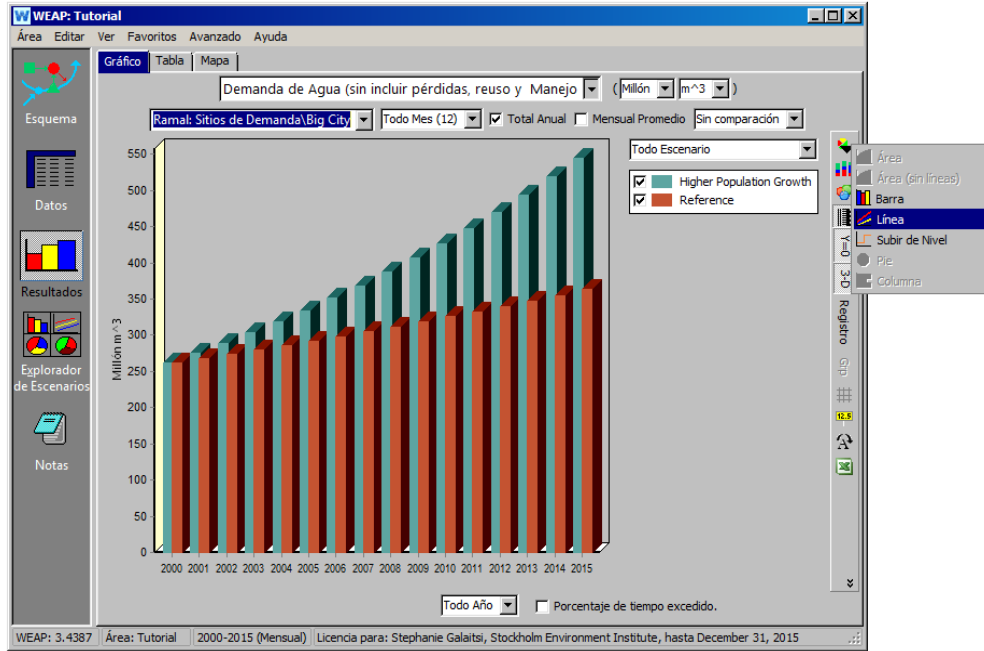 WEAP: Tutorial
Área Editar Ver Favoritos Avanzado Ayuda
Esquema
Datos
Resultados
Explorador
de Escenarios
Notas
Gráfico Tabla Mapa
Demanda de Agua (sin incluir pérdidas, reuso y Manejo ( Millón m^3 )
Ramal: Sitios de Demanda\Big City Todo Mes (12) Total Anual Mensual Promedio Sin comparación
Todo Escenario
Higher Population Growth
Reference
Millón m^3
550
500
450
400
350
300
250
200
150
100
50
0
2000 2001 2002 2003 2004 2005 2006 2007 2008 2009 2010 2011 2012 2013 2014 2015
Todo Año Porcentaje de tiempo excedido.
Y=0
3-D
Registro
Grp
12.5
A
Área
Área (sin líneas)
Barra
Línea
Subir de Nivel
Pie
Columna
WEAP: 3.4387 Área: Tutorial 2000-2015 (Mensual) Licencia para: Stephanie Galaitsi, Stockholm Environment Institute, hasta December 31, 2015